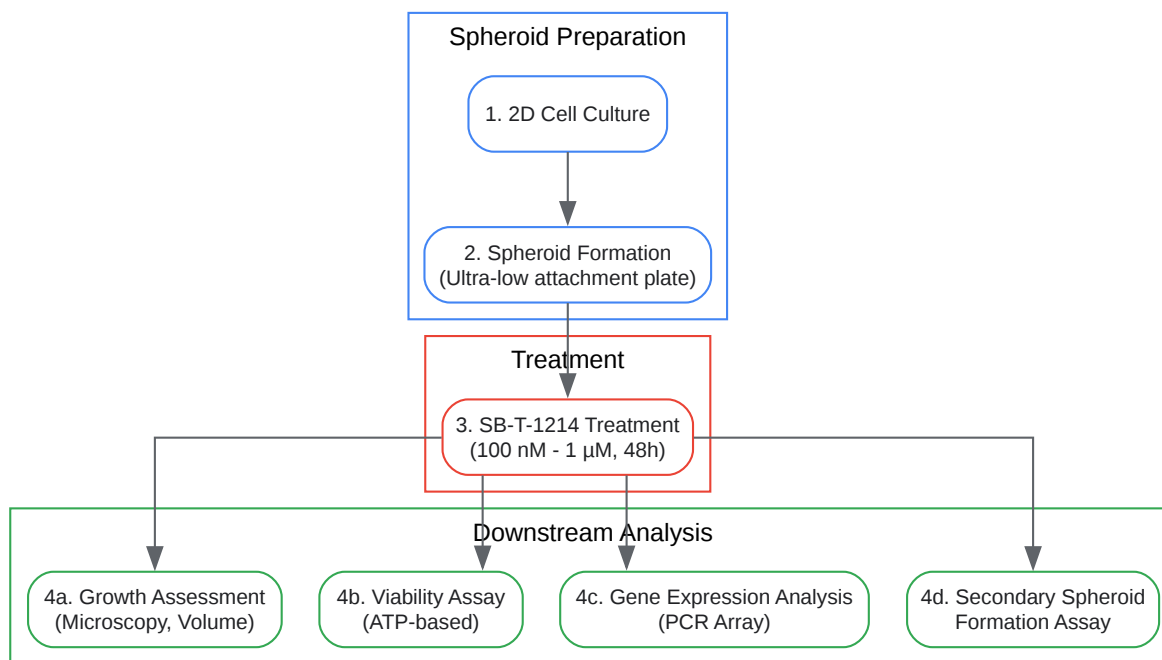 Spheroid Preparation
1. 2D Cell Culture
2. Spheroid Formation
(Ultra-low attachment plate)
Treatment
3. SB-T-1214 Treatment
(100 nM - 1 µM, 48h)
Downstream Analysis
4a. Growth Assessment
(Microscopy, Volume)
4b. Viability Assay
(ATP-based)
4c. Gene Expression Analysis
(PCR Array)
4d. Secondary Spheroid
Formation Assay